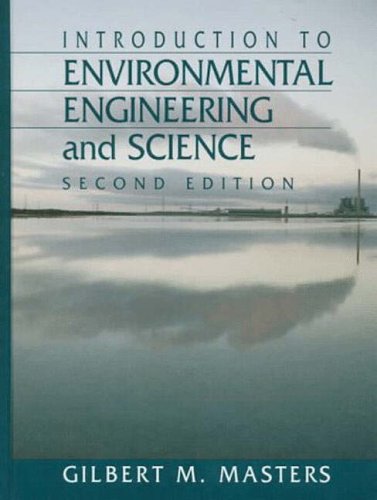 INTRODUCTION TO
ENVIRONMENTAL
ENGINEERING
and SCIENCE
SECOND EDITION
GILBERT M. MASTERS